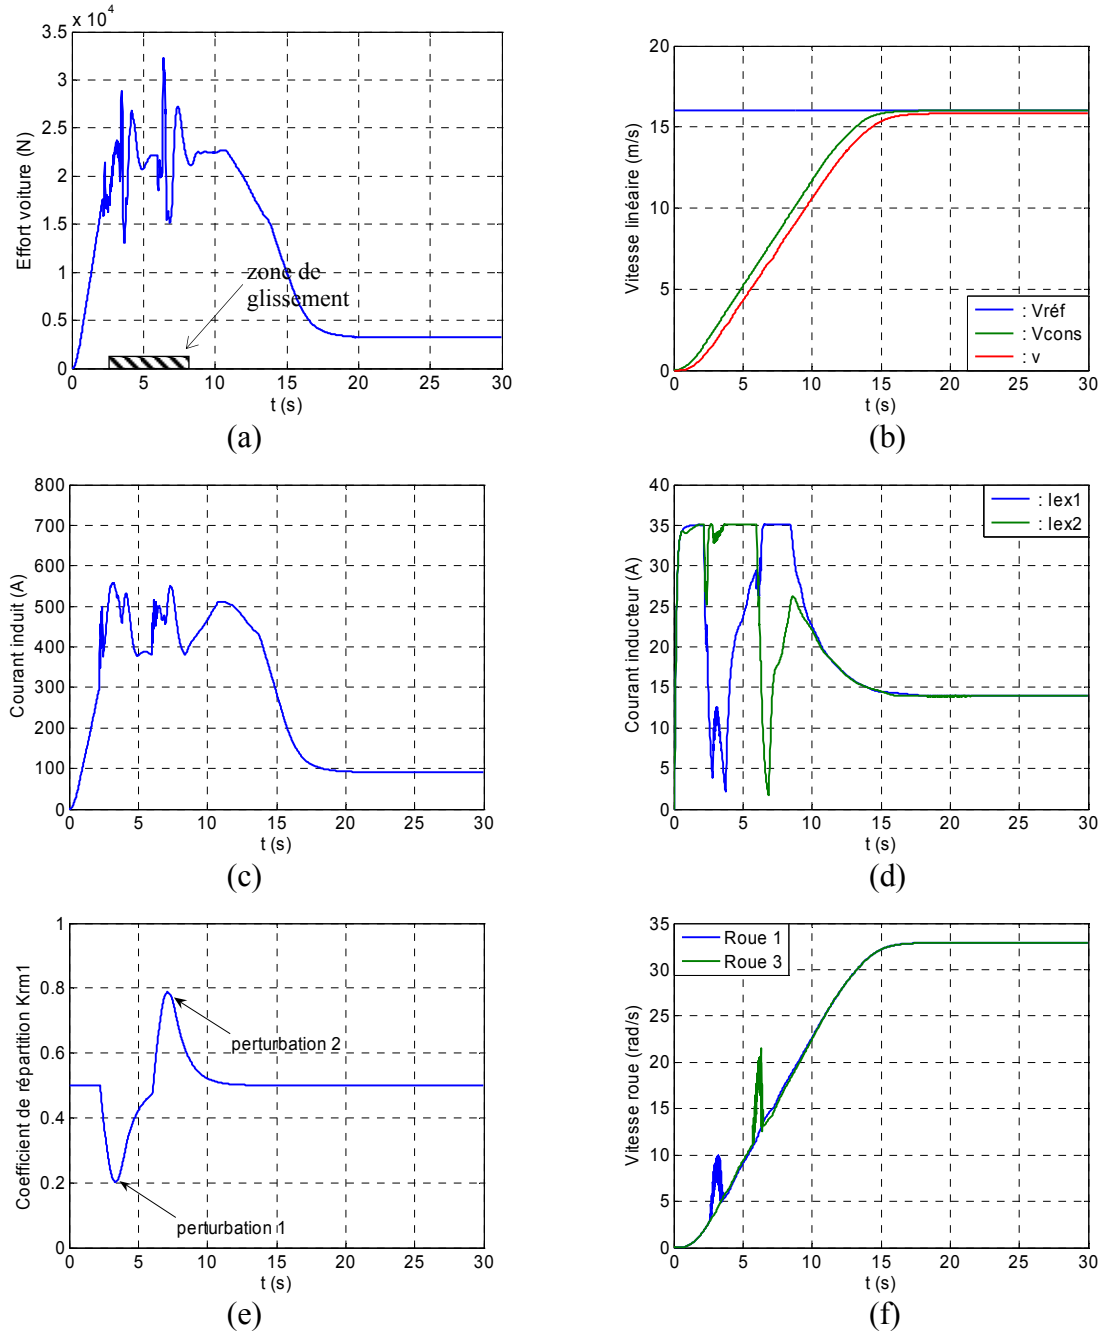 x 10^4
3.5
3
2.5
2
1.5
1
0.5
0
0 5 10 15 20 25 30
Effort voiture (N)
t (s)
zone de
glissement
(a)
20
15
10
5
0
0 5 10 15 20 25 30
Vitesse linéaire (m/s)
t (s)
: Vréf
: Vcons
: v
(b)
800
700
600
500
400
300
200
100
0
0 5 10 15 20 25 30
Courant induit (A)
t (s)
(c)
40
35
30
25
20
15
10
5
0
0 5 10 15 20 25 30
Courant inducteur (A)
t (s)
: Iex1
: Iex2
(d)
1
0.8
0.6
0.4
0.2
0
0 5 10 15 20 25 30
Coefficient de répartition Krm1
t (s)
perturbation 2
perturbation 1
(e)
35
30
25
20
15
10
5
0
0 5 10 15 20 25 30
Vitesse roue (rad/s)
t (s)
Roue 1
Roue 3
(f)